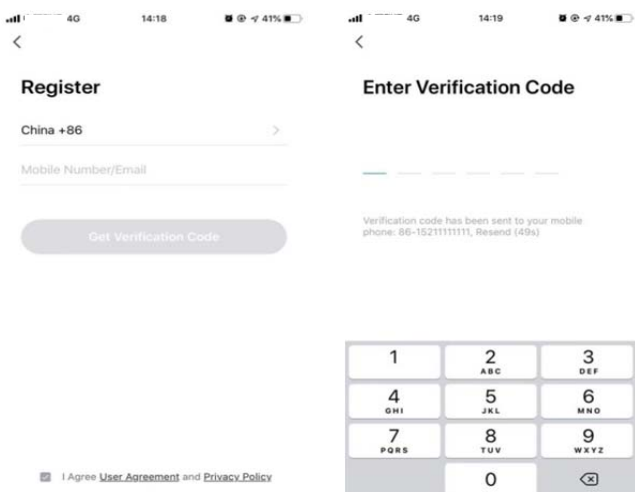 4G 14:18 41%
Register
China +86
Mobile Number/Email
Get Verification Code
I Agree User Agreement and Privacy Policy
4G 14:19 41%
Enter Verification Code
Verification code has been sent to your mobile
phone: 86-15211111111, Resend (49s)
1 2 3
ABC DEF
4 5 6
GHI JKL MNO
7 8 9
PQRS TUV WXYZ
0